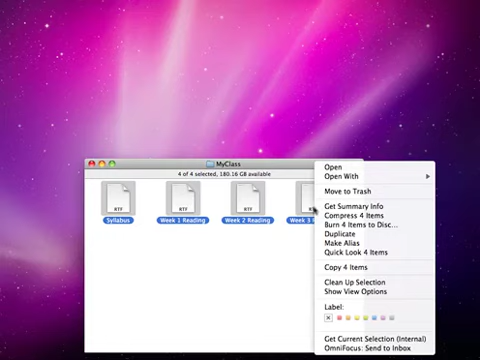 MyClass
4 of 4 selected, 180.16 GB available
RTF
RTF
RTF
RTF
Syllabus
Week 1 Reading
Week 2 Reading
Week 3
Open
Open With
Move to Trash
Get Summary Info
Compress 4 Items
Burn 4 Items to Disc...
Duplicate
Make Alias
Quick Look 4 Items
Copy 4 Items
Clean Up Selection
Show View Options
Label:
Get Current Selection (Internal)
OmniFocus: Send to Inbox